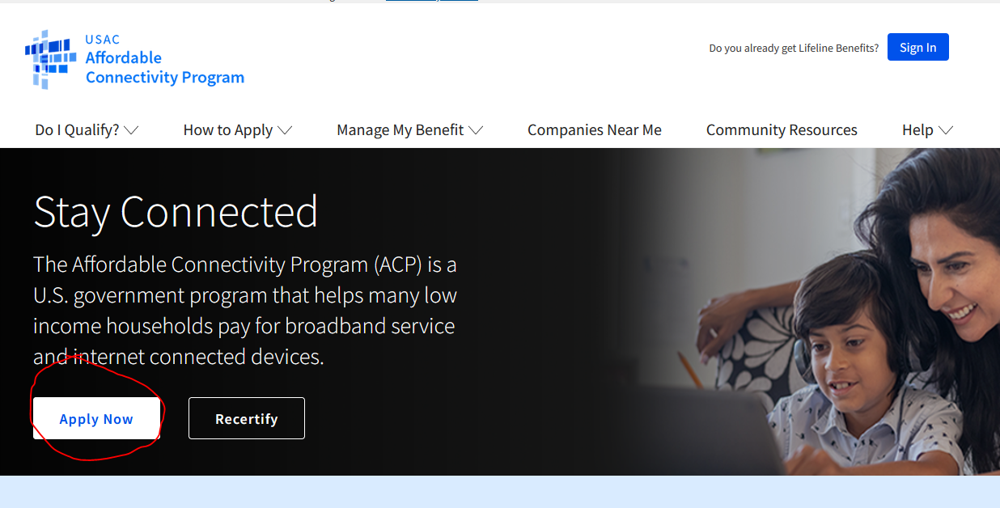 USAC
Affordable
Connectivity Program
Do you already get Lifeline Benefits?
Sign In
Do I Qualify?
How to Apply
Manage My Benefit
Companies Near Me
Community Resources
Help
Stay Connected
The Affordable Connectivity Program (ACP) is a
U.S. government program that helps many low
income households pay for broadband service
and internet connected devices.
Apply Now
Recertify